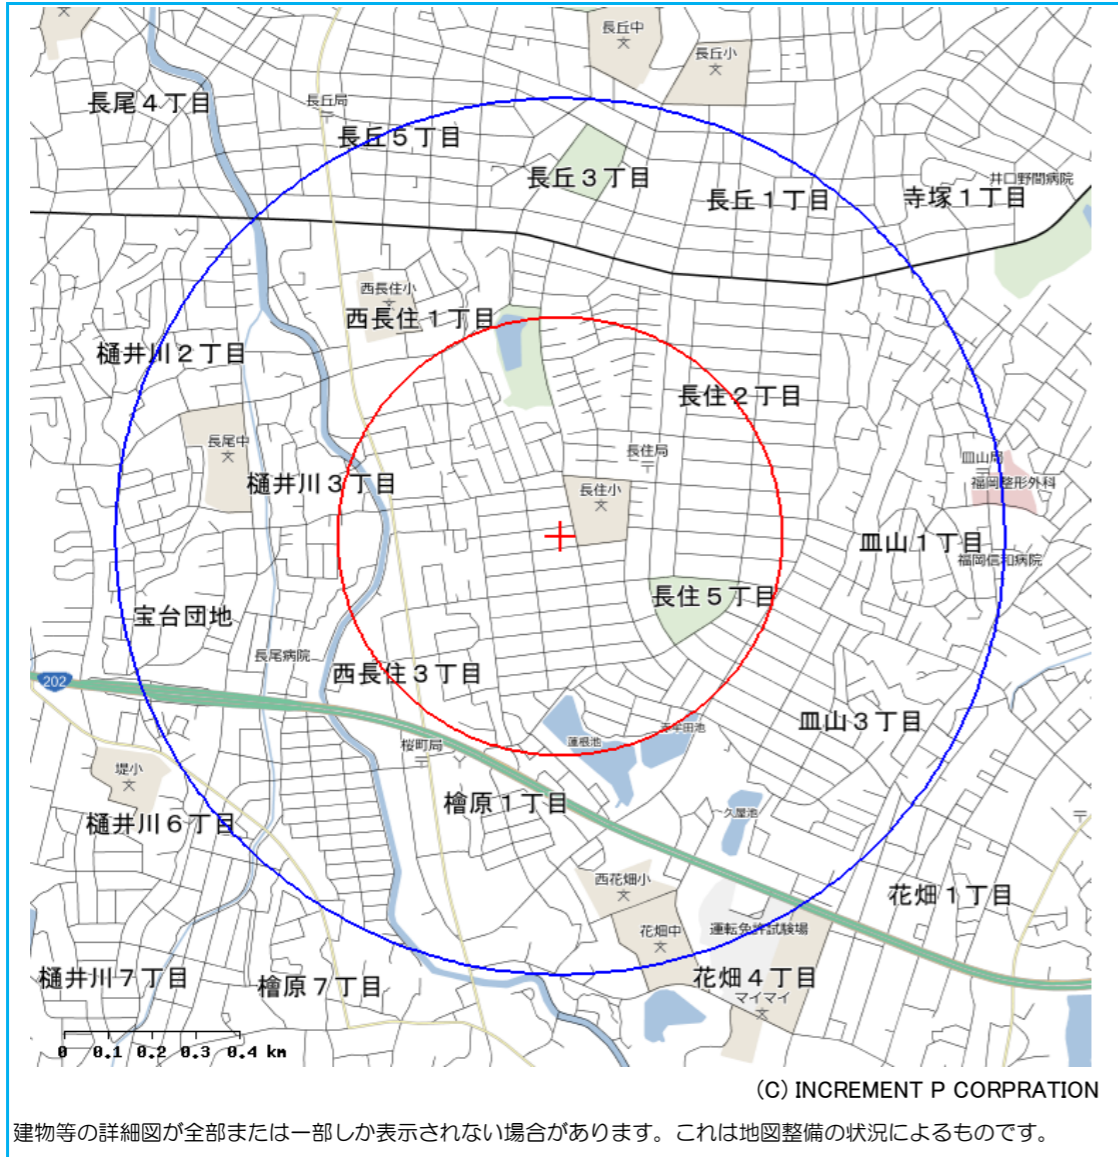 長丘中
文
長丘小
文
文
長尾４丁目
長丘局
〒
長丘５丁目
長丘３丁目
長丘１丁目
井口野間病院
寺塚１丁目
西長住小
文
西長住１丁目
樋井川２丁目
長住２丁目
長尾中
文
長住局
〒
皿山局
〒
福岡整形外科
樋井川３丁目
長住小
文
皿山１丁目
福岡信和病院
長住５丁目
宝台団地
長尾病院
西長住３丁目
202
皿山３丁目
桜町局
〒
蓮根池
堤小
文
檜原１丁目
久屋池
〒
樋井川６丁目
西花畑小
文
花畑１丁目
花畑中
文
運転免許試験場
樋井川７丁目
檜原７丁目
花畑４丁目
マイマイ
文
0 0.1 0.2 0.3 0.4 km
(C) INCREMENT P CORPRATION
建物等の詳細図が全部または一部しか表示されない場合があります。これは地図整備の状況によるものです。